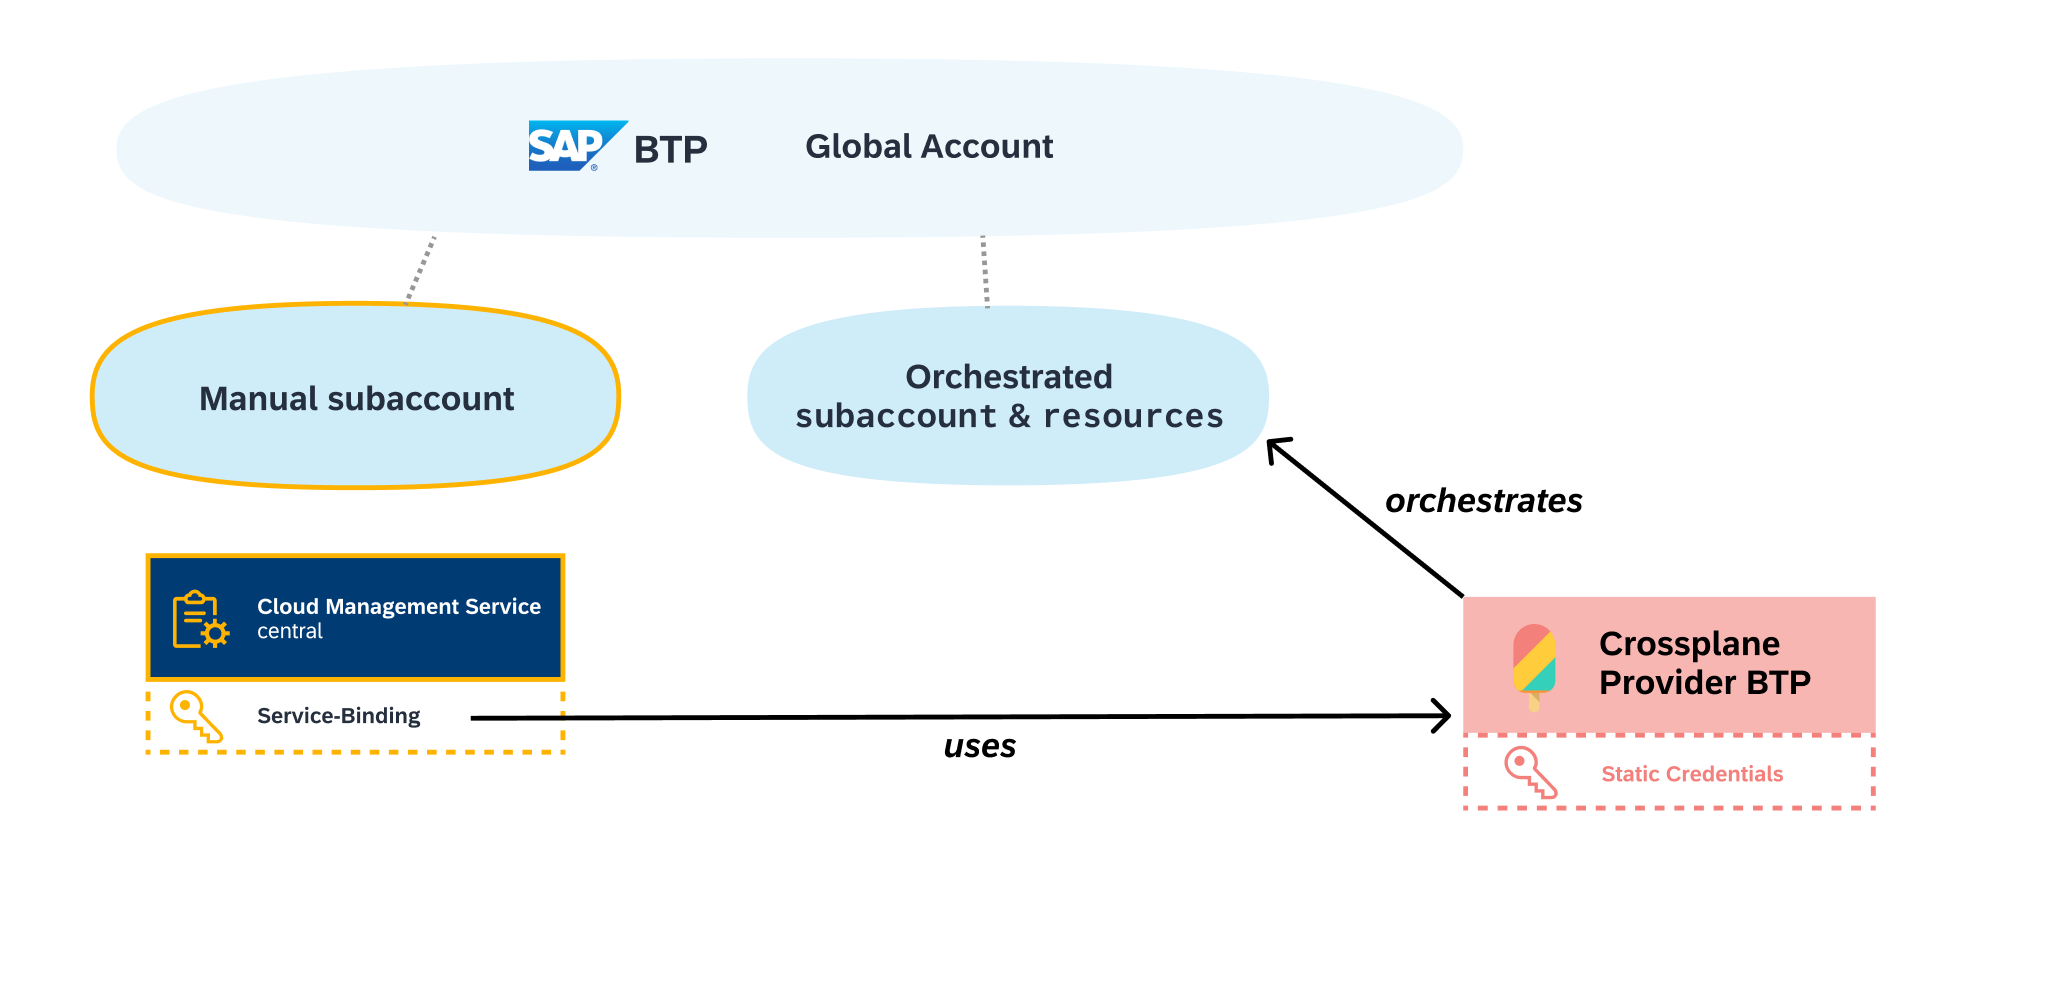 SAP ® BTP
Global Account
Manual subaccount
Orchestrated
subaccount & resources
orchestrates
Cloud Management Service
central
Service-Binding
uses
Crossplane
Provider BTP
Static Credentials